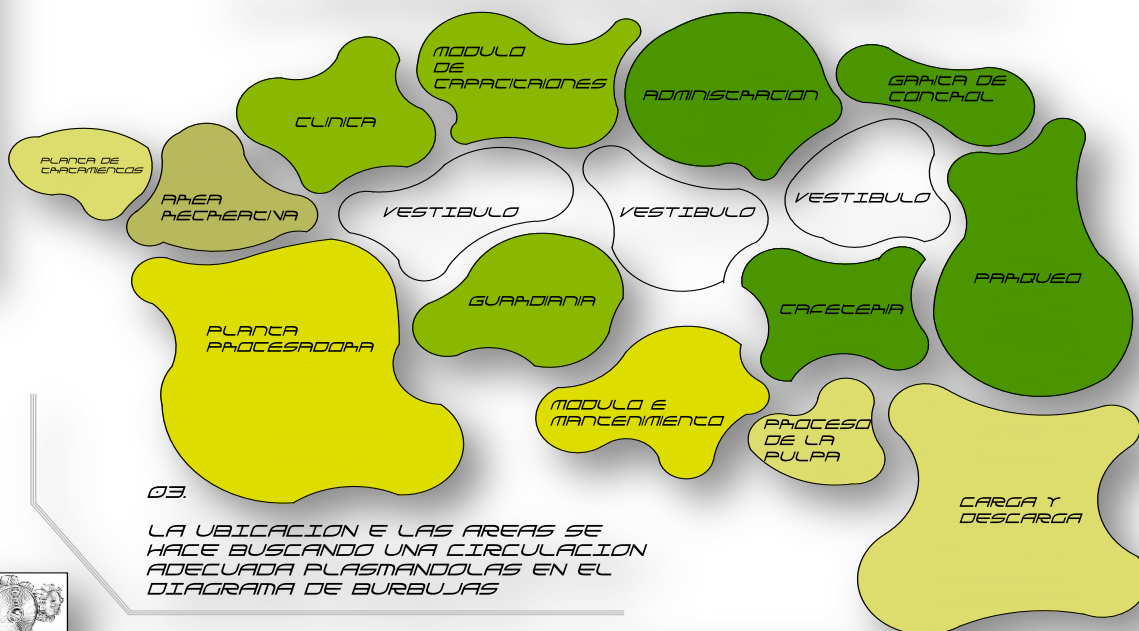 MODULO
DE
CAPACITAIONES
ADMINISTRACION
GARITA DE
CONTROL
CLINICA
PLANTA DE
TRATAMIENTOS
AREA
RECREATIVA
VESTIBULO
VESTIBULO
VESTIBULO
PARQUEO
GUARDIANIA
CAFETERIA
PLANTA
PROCESADORA
MODULO E
MANTENIMIENTO
PROCESO
DE LA
PULPA
CARGA Y
DESCARGA
03.
LA UBICACION E LAS AREAS SE
HACE BUSCANDO UNA CIRCULACION
ADECUADA PLASMANDOLAS EN EL
DIAGRAMA DE BURBUJAS